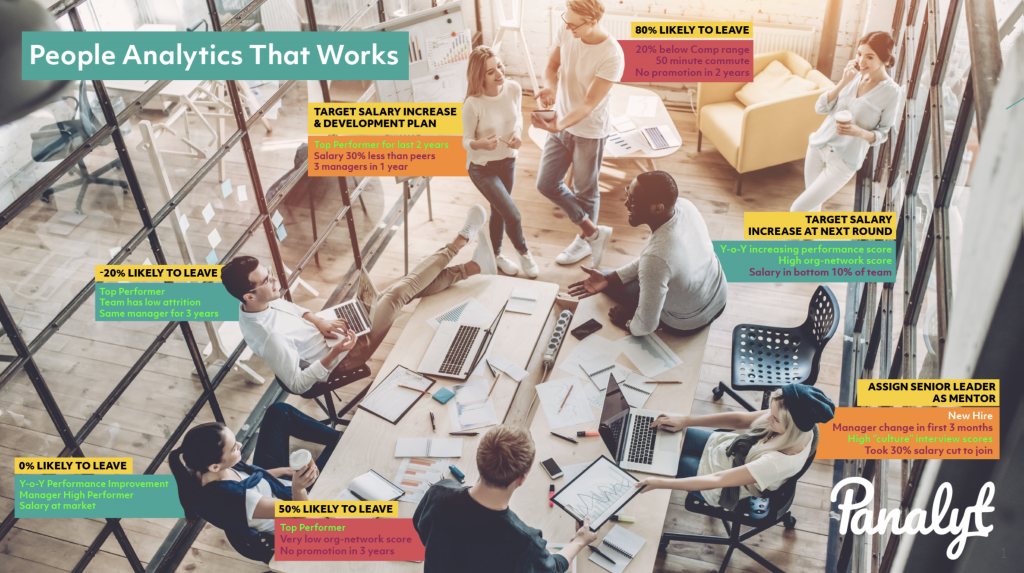 People Analytics That Works
80% LIKELY TO LEAVE
20% below Comp range
50 minute commute
No promotion in 2 years
TARGET SALARY INCREASE
& DEVELOPMENT PLAN
Top Performer for last 2 years
Salary 30% less than peers
3 managers in 1 year
TARGET SALARY
INCREASE AT NEXT ROUND
Y-o-Y increasing performance score
High org-network score
Salary in bottom 10% of team
-20% LIKELY TO LEAVE
Top Performer
Team has low attrition
Same manager for 3 years
ASSIGN SENIOR LEADER
AS MENTOR
New Hire
Manager change in first 3 months
High "culture" interview scores
Took 30% salary cut to join
0% LIKELY TO LEAVE
Y-o-Y Performance Improvement
Manager High Performer
Salary at market
50% LIKELY TO LEAVE
Top Performer
Very low org-network score
No promotion in 3 years
Panalyt
1